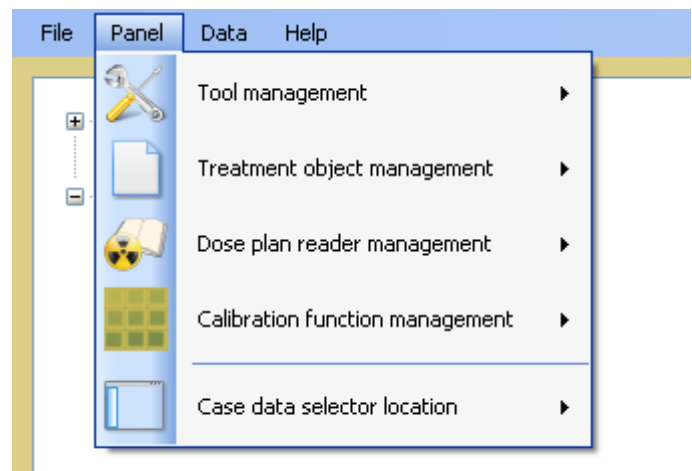 File Panel Data Help
Tool management
Treatment object management
Dose plan reader management
Calibration function management
Case data selector location